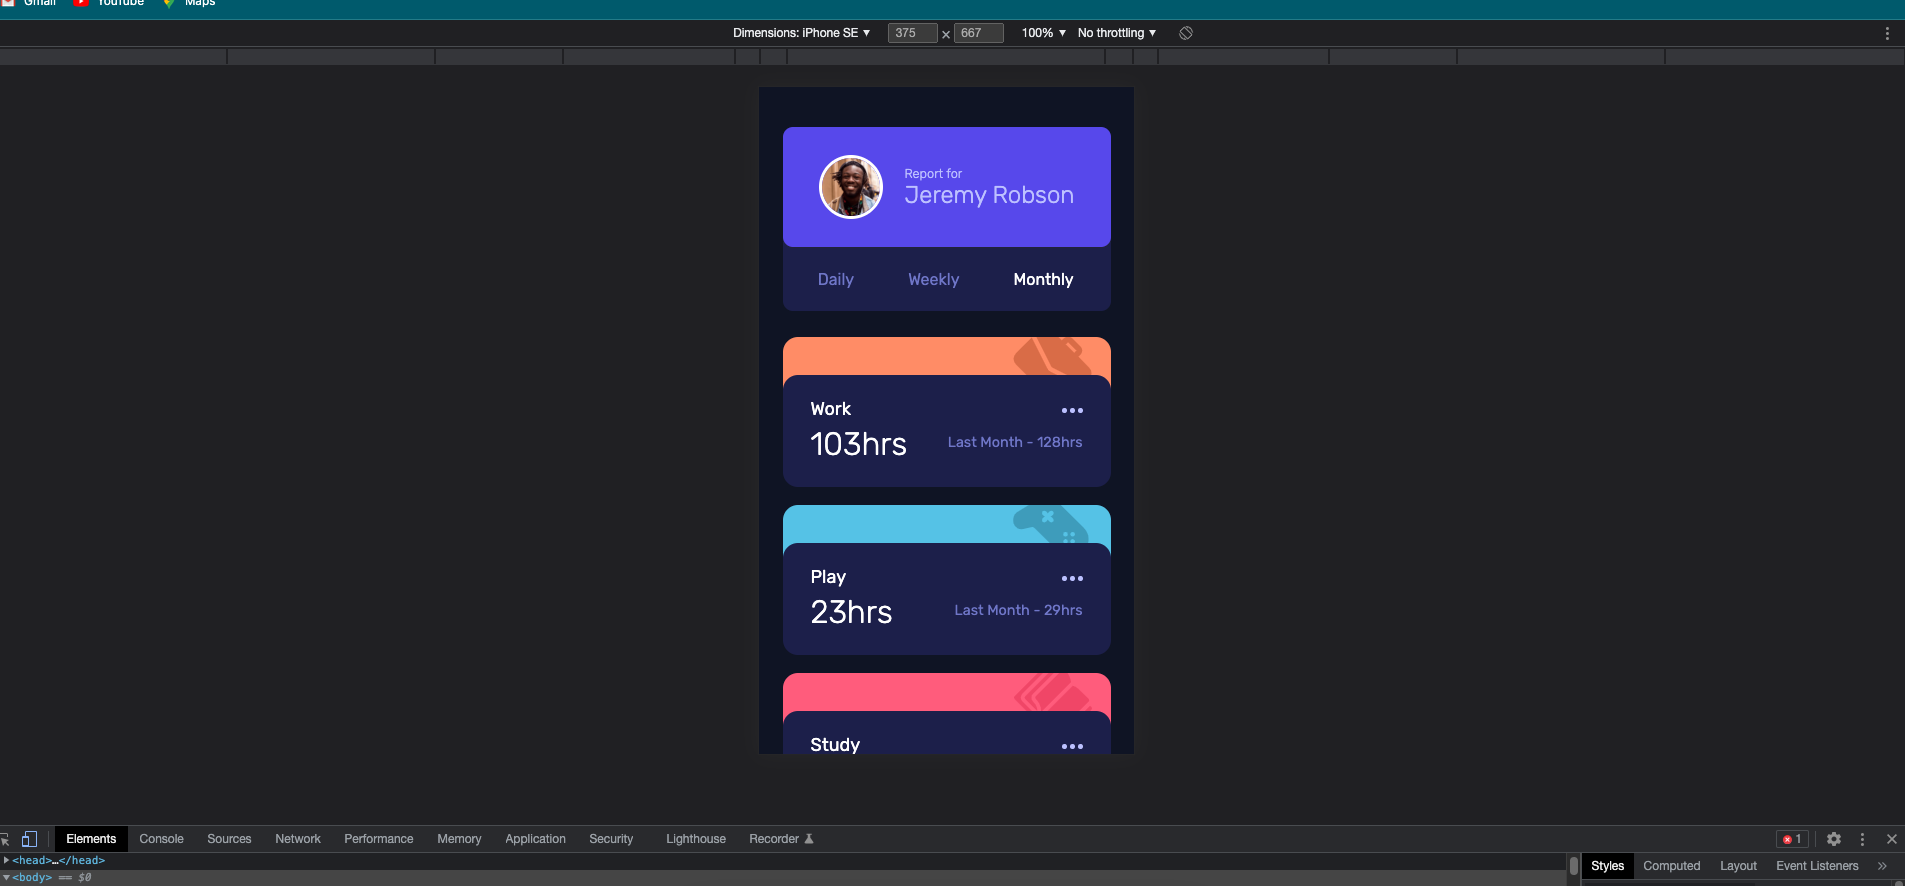 Gmail YouTube Maps
Dimensions: iPhone SE ▼ 375 × 667 100% ▼ No throttling ▼
Report for
Jeremy Robson
Daily Weekly Monthly
Work
103hrs Last Month - 128hrs
Play
23hrs Last Month - 29hrs
Study
Elements Console Sources Network Performance Memory Application Security Lighthouse Recorder 1
<head>…</head>
<body> == $0
Styles Computed Layout Event Listeners »